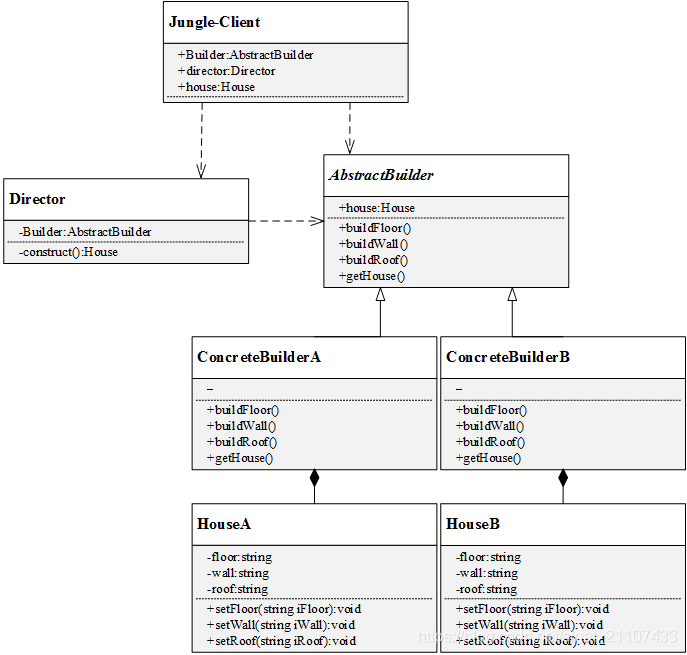 Jungle-Client
+Builder:AbstractBuilder
+director:Director
+house:House
AbstractBuilder
+house:House
+buildFloor()
+buildWall()
+buildRoof()
+getHouse()
Director
-Builder:AbstractBuilder
-construct():House
ConcreteBuilderA
–
+buildFloor()
+buildWall()
+buildRoof()
+getHouse()
ConcreteBuilderB
–
+buildFloor()
+buildWall()
+buildRoof()
+getHouse()
HouseA
-floor:string
-wall:string
-roof:string
+setFloor(string iFloor):void
+setWall(string iWall):void
+setRoof(string iRoof):void
HouseB
-floor:string
-wall:string
-roof:string
+setFloor(string iFloor):void
+setWall(string iWall):void
+setRoof(string iRoof):void